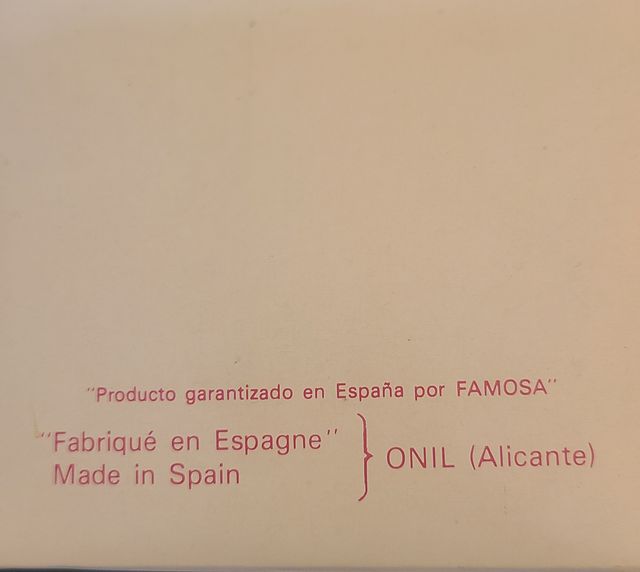 "Producto garantizado en España por FAMOSA"
"Fabriqué en Espagne"
Made in Spain
ONIL (Alicante)